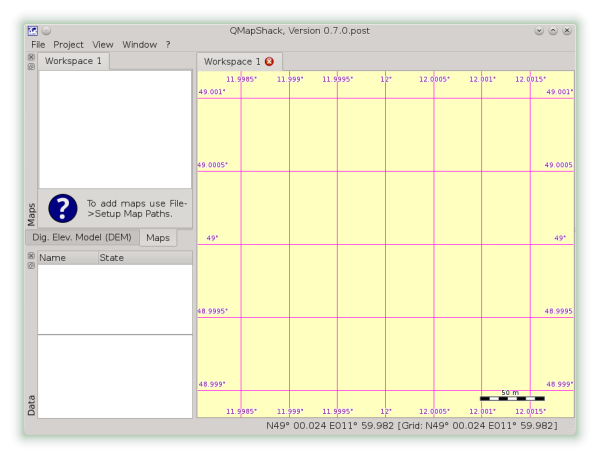 QMapShack, Version 0.7.0.post
File Project View Window ?
Workspace 1
Workspace 1
11.9985° 11.999° 11.9995° 12° 12.0005° 12.001° 12.0015°
49.001° 49.001°
49.0005° 49.0005
To add maps use File-
>Setup Map Paths.
Maps
49° 49°
Dig. Elev. Model (DEM) Maps
Name State
48.9995° 48.9995
48.999° 48.999°
50 m
Data
11.9985° 11.999° 11.9995° 12° 12.0005° 12.001° 12.0015°
N49° 00.024 E011° 59.982 [Grid: N49° 00.024 E011° 59.982]